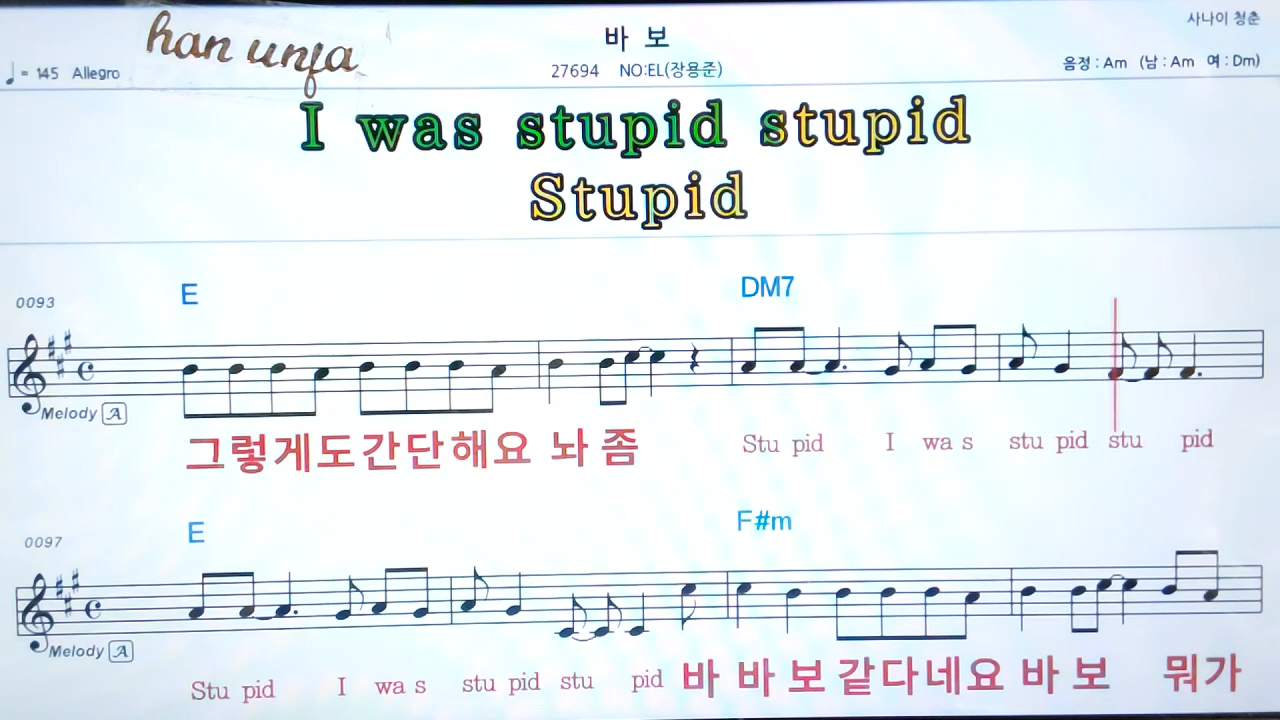 han unja
바 보
사나이 청춘
♩= 145 Allegro
27694 NO:EL(장용준)
음정 : Am (남 : Am 여 : Dm)
I was stupid stupid
Stupid
0093
E DM7
Melody A
그렇게도간단해요 놔 좀 Stu pid I wa s stu pid stu pid
0097
E F#m
Melody A
Stu pid I wa s stu pid stu pid 바 바 보 같다네요 바 보 뭐가